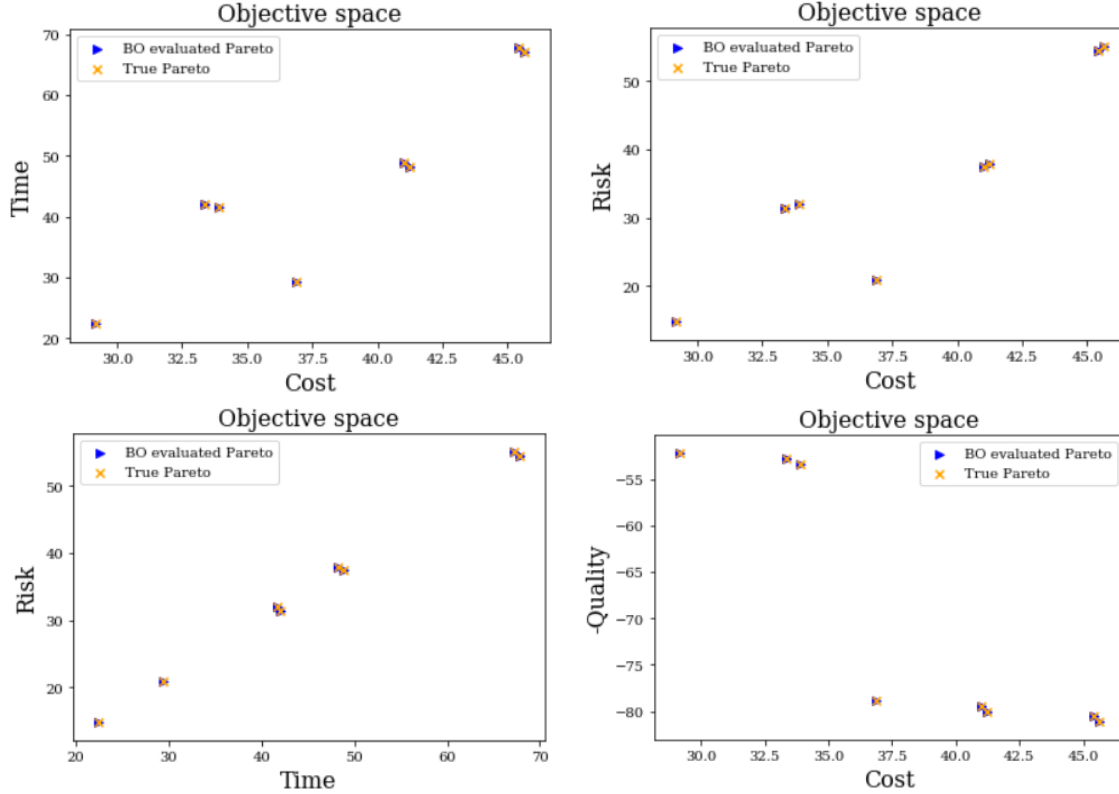 Objective space
BO evaluated Pareto
True Pareto
70
60
50
40
30
20
Time
30.0 32.5 35.0 37.5 40.0 42.5 45.0
Cost
Objective space
BO evaluated Pareto
True Pareto
50
40
30
20
Risk
30.0 32.5 35.0 37.5 40.0 42.5 45.0
Cost
Objective space
BO evaluated Pareto
True Pareto
50
40
30
20
Risk
20 30 40 50 60 70
Time
Objective space
BO evaluated Pareto
True Pareto
−55
−60
−65
−70
−75
−80
-Quality
30.0 32.5 35.0 37.5 40.0 42.5 45.0
Cost